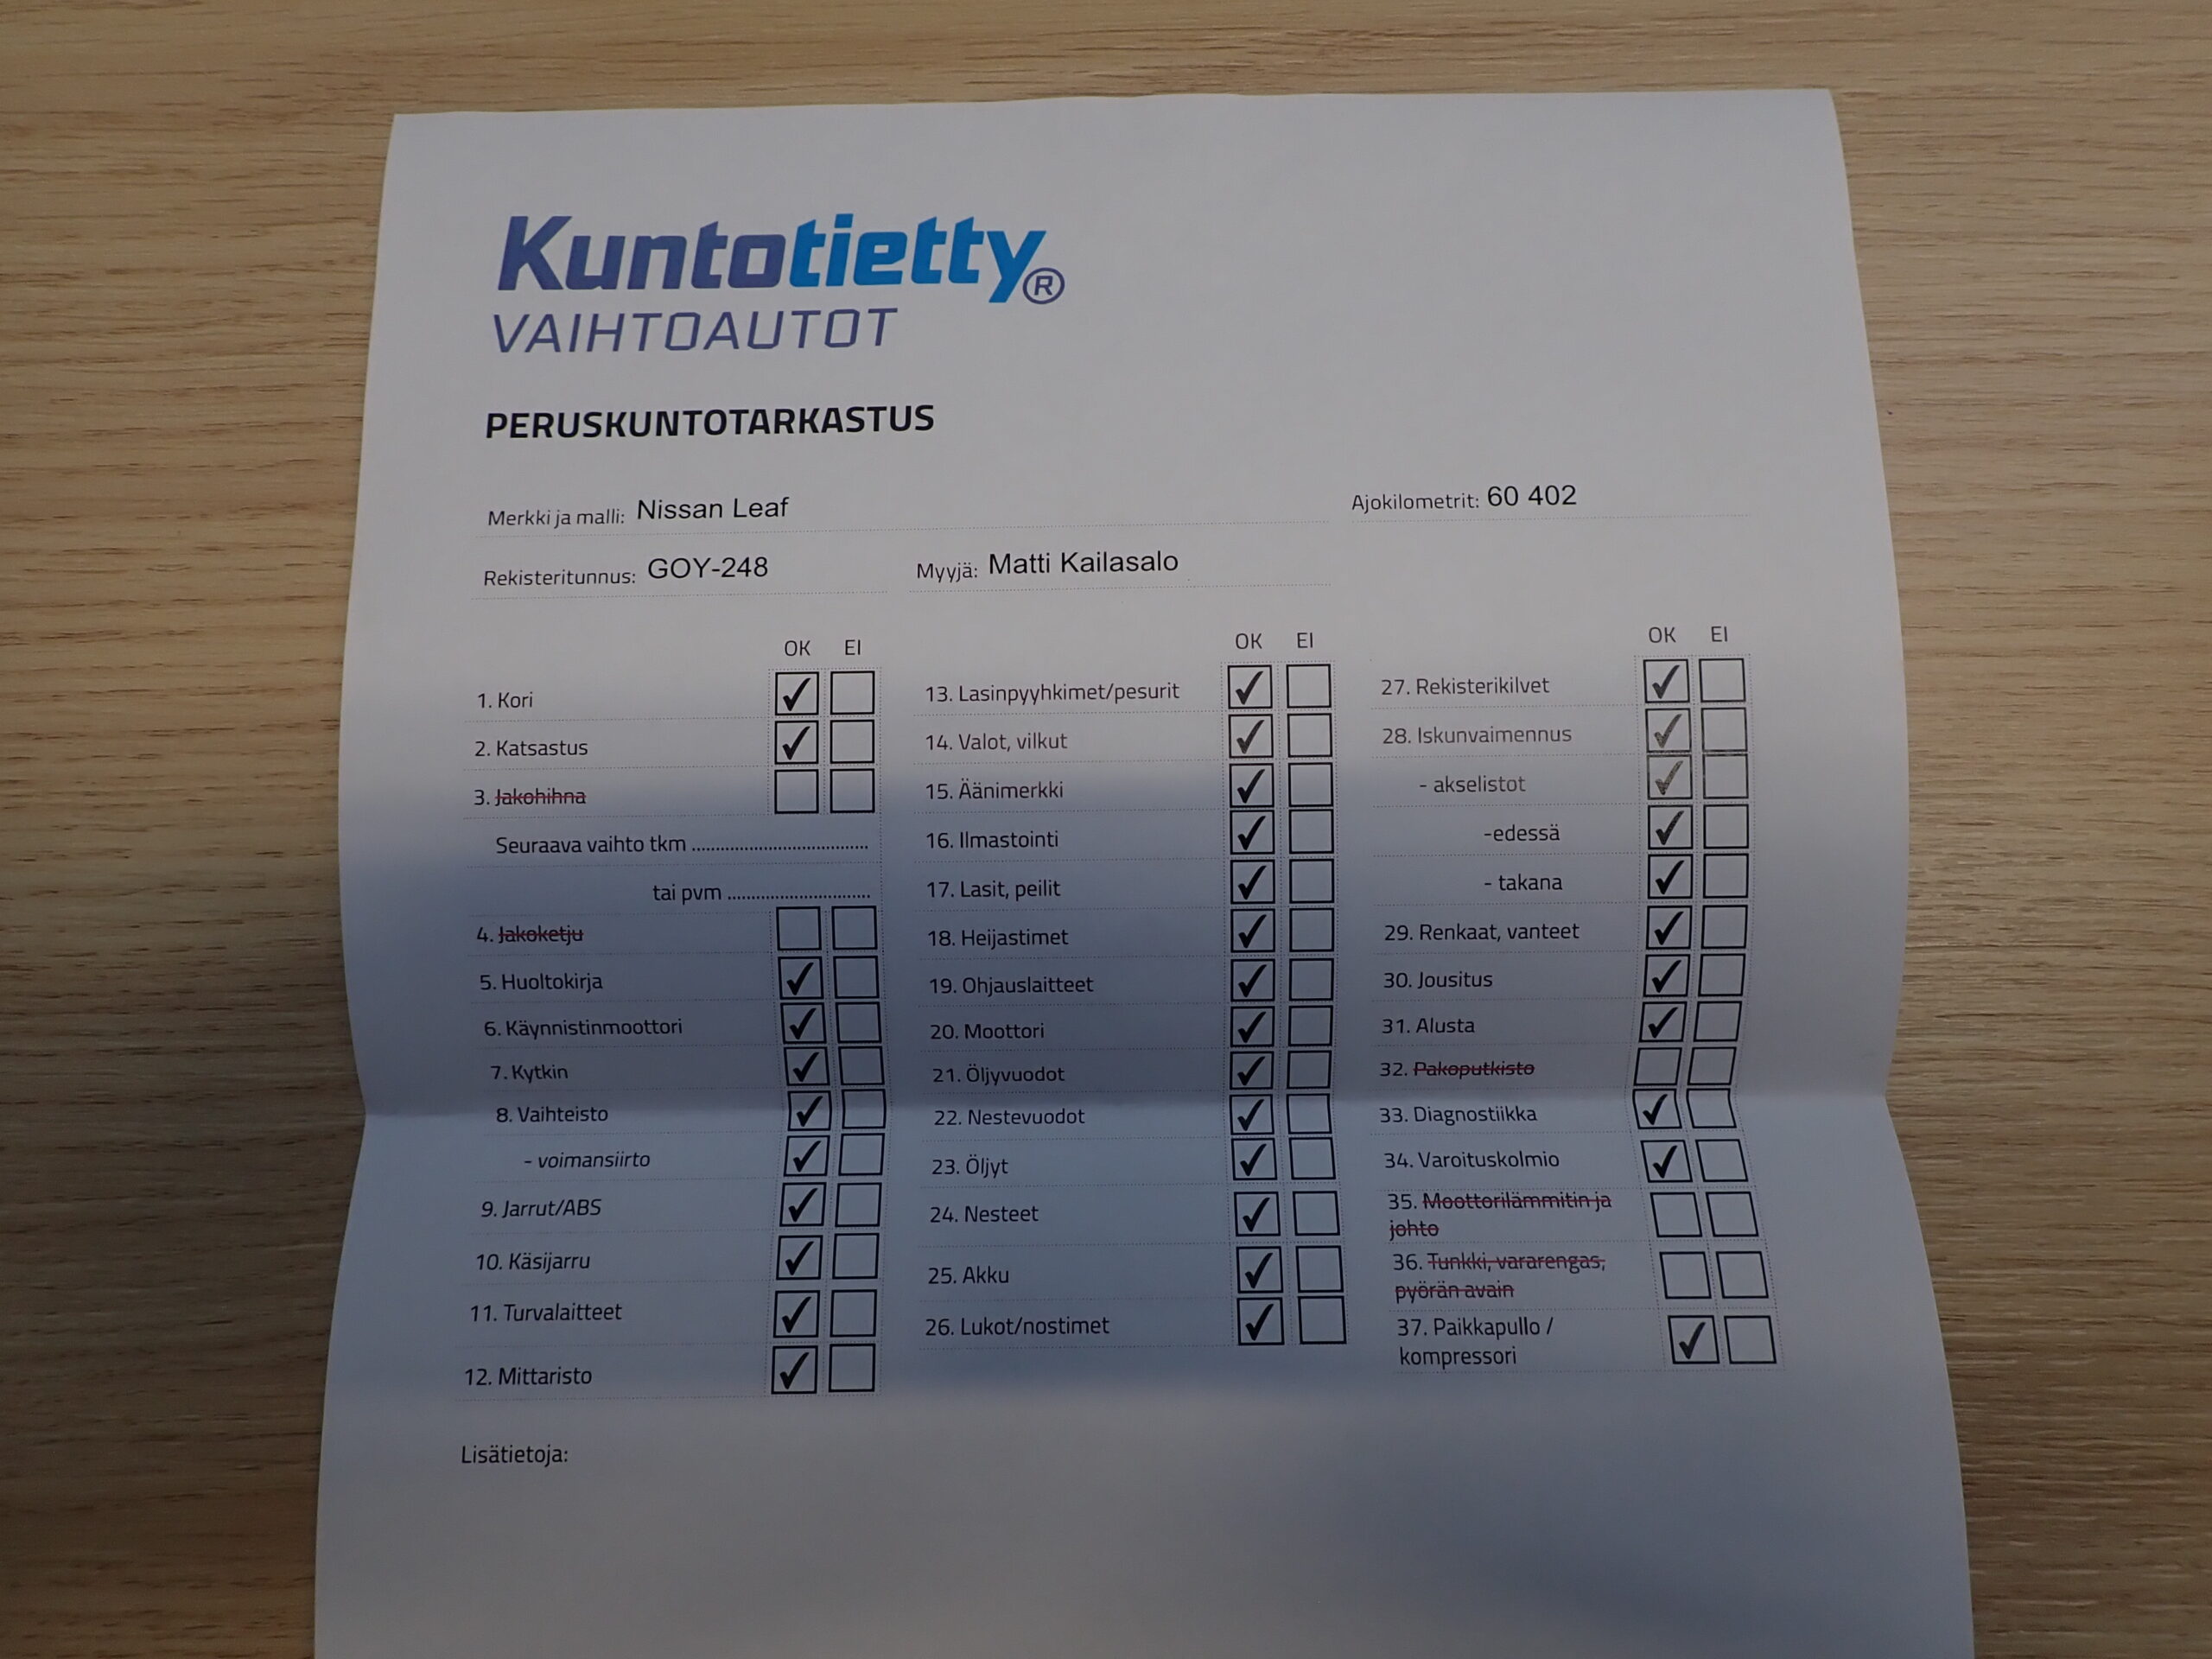 Kuntotietty®
VAIHTOAUTOT
PERUSKUNTOTARKASTUS
Merkki ja malli: Nissan Leaf
Ajokilometrit: 60 402
Rekisteritunnus: GOY-248
Myyjä: Matti Kailasalo
OK EI
1. Kori
2. Katsastus
3. Jakohihna
Seuraava vaihto tkm
tai pvm
4. Jakoketju
5. Huoltokirja
6. Käynnistinmoottori
7. Kytkin
8. Vaihteisto
- voimansiirto
9. Jarrut/ABS
10. Käsijarru
11. Turvalaitteet
12. Mittaristo
OK EI
13. Lasinpyyhkimet/pesurit
14. Valot, vilkut
15. Äänimerkki
16. Ilmastointi
17. Lasit, peilit
18. Heijastimet
19. Ohjauslaitteet
20. Moottori
21. Öljyvuodot
22. Nestevuodot
23. Öljyt
24. Nesteet
25. Akku
26. Lukot/nostimet
OK EI
27. Rekisterikilvet
28. Iskunvaimennus
- akselistot
-edessä
- takana
29. Renkaat, vanteet
30. Jousitus
31. Alusta
32. Pakoputkisto
33. Diagnostiikka
34. Varoituskolmio
35. Moottorilämmitin ja
johto
36. Tunkki, vararengas,
pyörän avain
37. Paikkapullo /
kompressori
Lisätietoja: